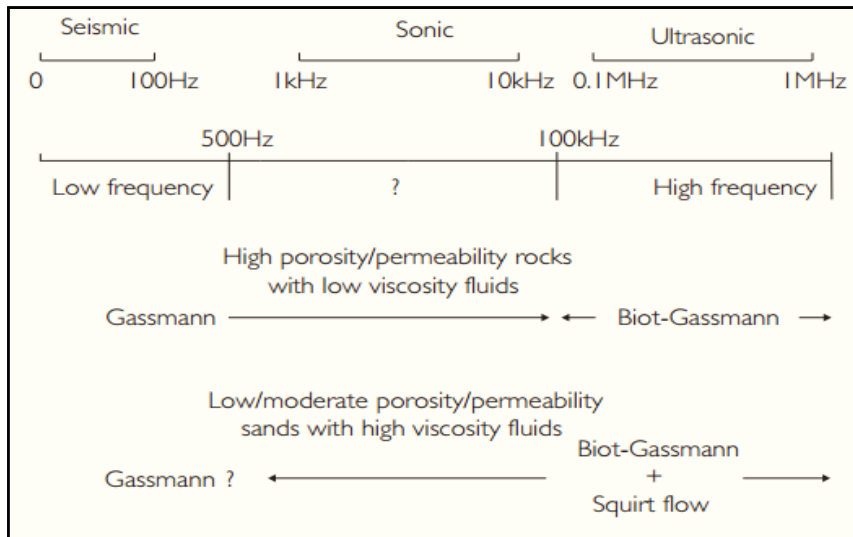 Seismic Sonic Ultrasonic
0 100Hz 1kHz 10kHz 0.1MHz 1MHz
500Hz 100kHz
Low frequency ? High frequency
High porosity/permeability rocks
with low viscosity fluids
Gassmann Biot-Gassmann
Low/moderate porosity/permeability
sands with high viscosity fluids
Gassmann ?
Biot-Gassmann
+
Squirt flow